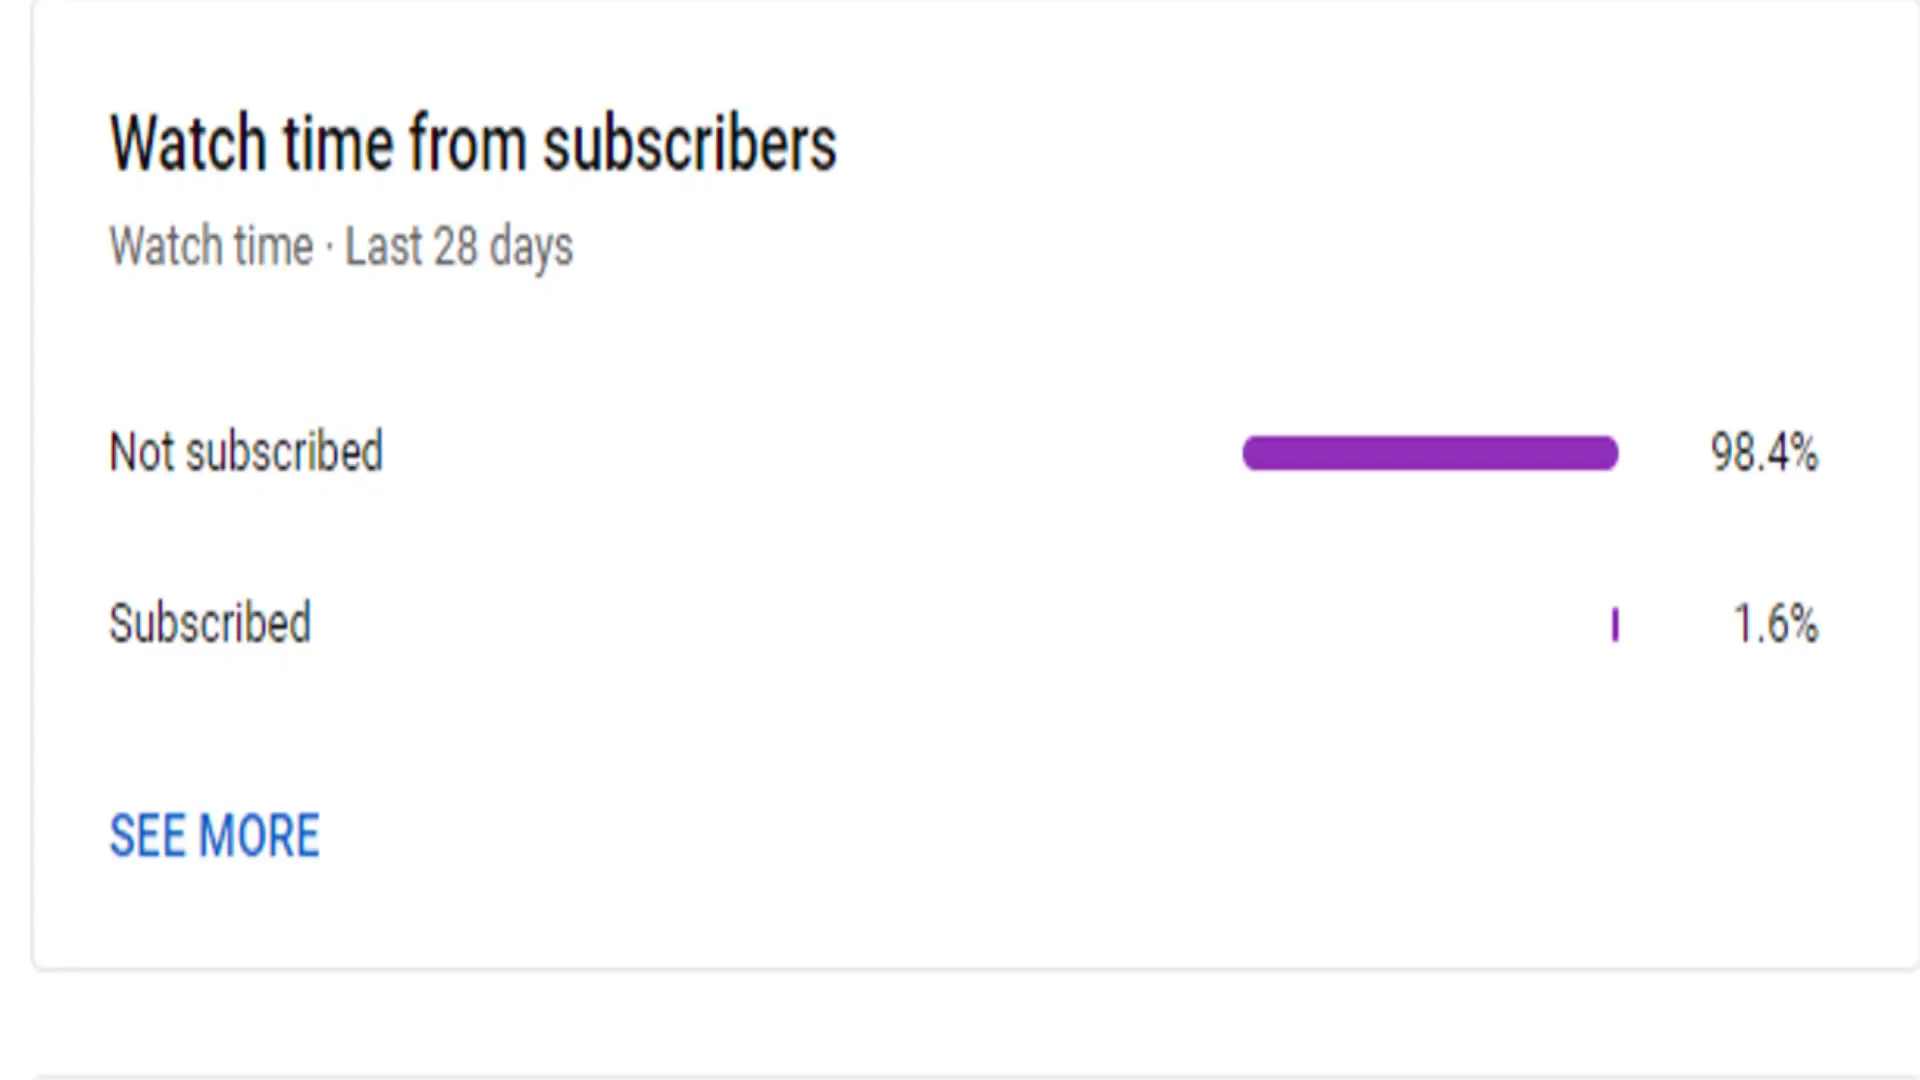 Watch time from subscribers
Watch time · Last 28 days
Not subscribed 98.4%
Subscribed 1.6%
SEE MORE